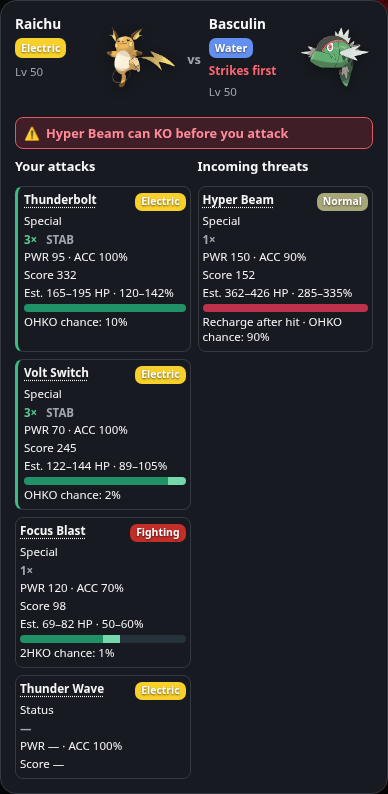 Raichu
Electric
Lv 50
vs
Basculin
Water
Strikes first
Lv 50
⚠️ Hyper Beam can KO before you attack
Your attacks
Thunderbolt Electric
Special
3× STAB
PWR 95 · ACC 100%
Score 332
Est. 165–195 HP · 120–142%
OHKO chance: 10%
Volt Switch Electric
Special
3× STAB
PWR 70 · ACC 100%
Score 245
Est. 122–144 HP · 89–105%
OHKO chance: 2%
Focus Blast Fighting
Special
1×
PWR 120 · ACC 70%
Score 98
Est. 69–82 HP · 50–60%
2HKO chance: 1%
Thunder Wave Electric
Status
—
PWR — · ACC 100%
Score —
Incoming threats
Hyper Beam Normal
Special
1×
PWR 150 · ACC 90%
Score 152
Est. 362–426 HP · 285–335%
Recharge after hit · OHKO
chance: 90%